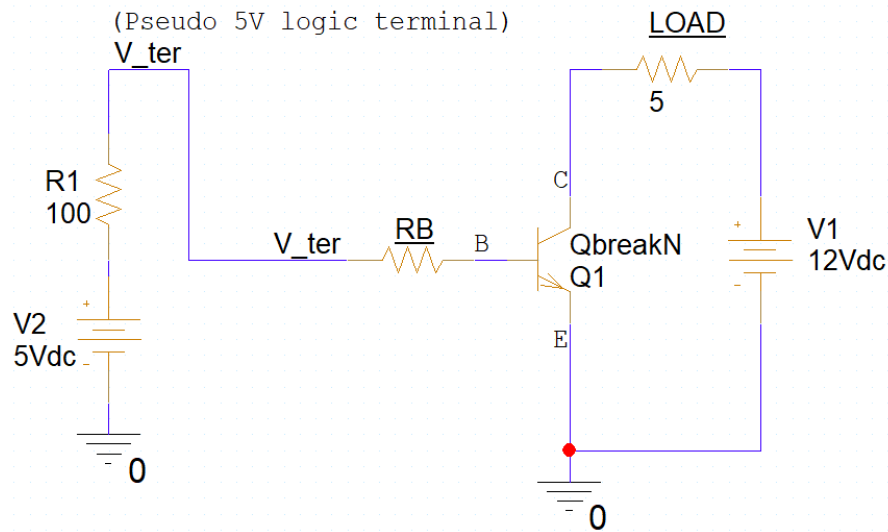 (Pseudo 5V logic terminal)
V_ter
LOAD
5
R1
100
C
V_ter
RB
B
QbreakN
Q1
V1
12Vdc
+
-
+
V2
5Vdc
-
E
0
0